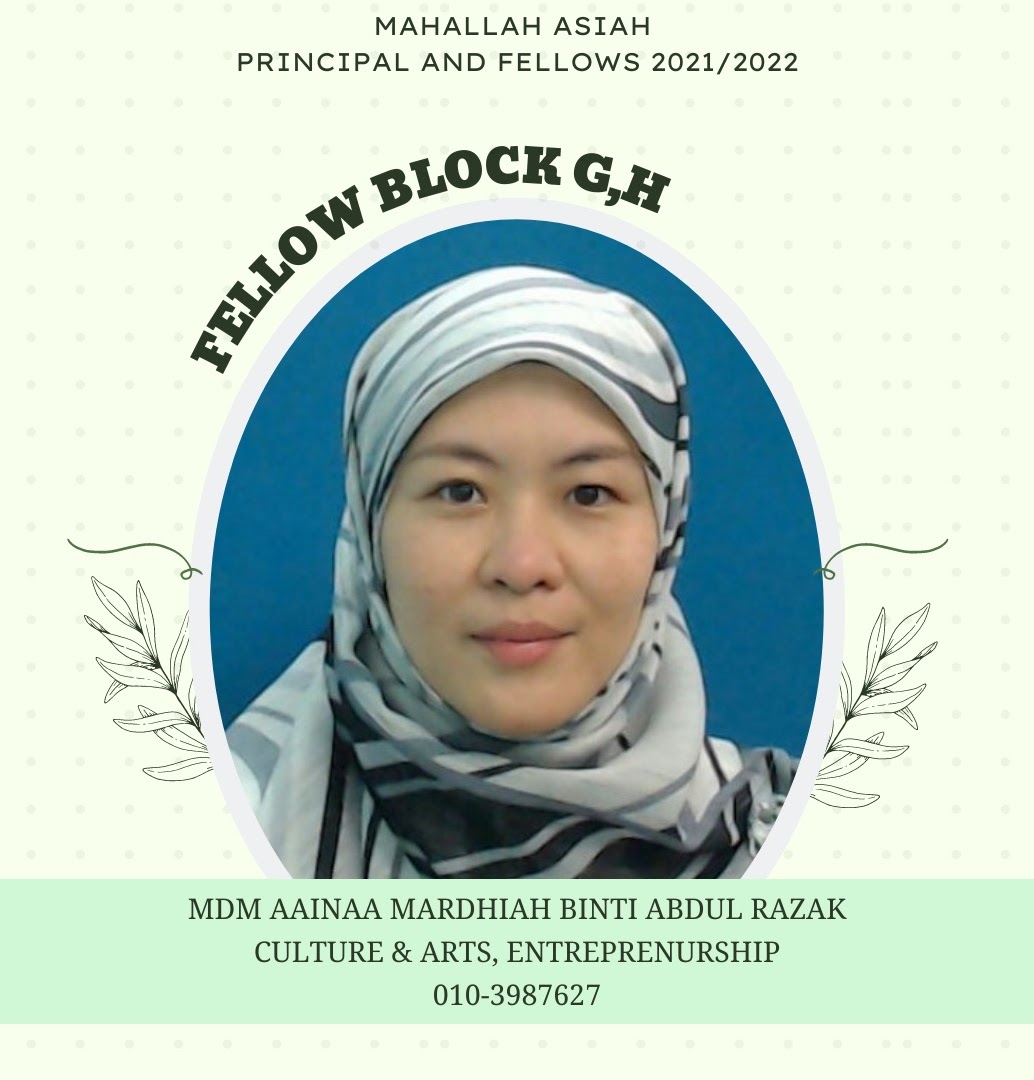 MAHALLAH ASIAH
PRINCIPAL AND FELLOWS 2021/2022
FELLOW BLOCK G,H
MDM AAINAA MARDHIAH BINTI ABDUL RAZAK
CULTURE & ARTS, ENTREPRENURSHIP
010-3987627